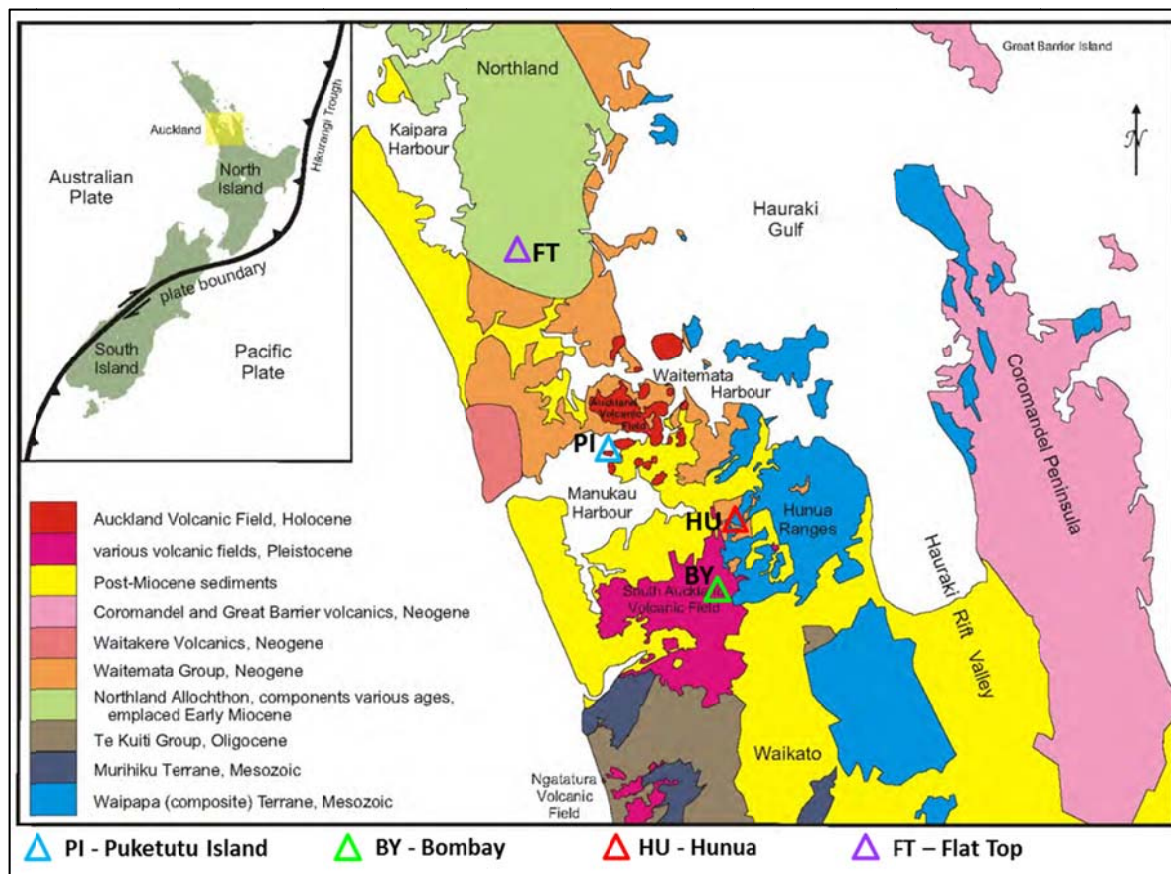 Auckland
Australian
Plate
North
Island
Hikurangi Trough
plate boundary
South
Island
Pacific
Plate
Northland
Great Barrier Island
Kaipara
Harbour
N
Hauraki
Gulf
FT
Waitemata
Harbour
Auckland
Volcanic
Field
PI
Manukau
Harbour
HU
Hunua
Ranges
BY
South Auckland
Volcanic Field
Coromandel Peninsula
Hauraki Rift Valley
Waikato
Ngatatura
Volcanic
Field
Auckland Volcanic Field, Holocene
various volcanic fields, Pleistocene
Post-Miocene sediments
Coromandel and Great Barrier volcanics, Neogene
Waitakere Volcanics, Neogene
Waitemata Group, Neogene
Northland Allochthon, components various ages,
emplaced Early Miocene
Te Kuiti Group, Oligocene
Murihiku Terrane, Mesozoic
Waipapa (composite) Terrane, Mesozoic
PI - Puketutu Island
BY - Bombay
HU - Hunua
FT – Flat Top